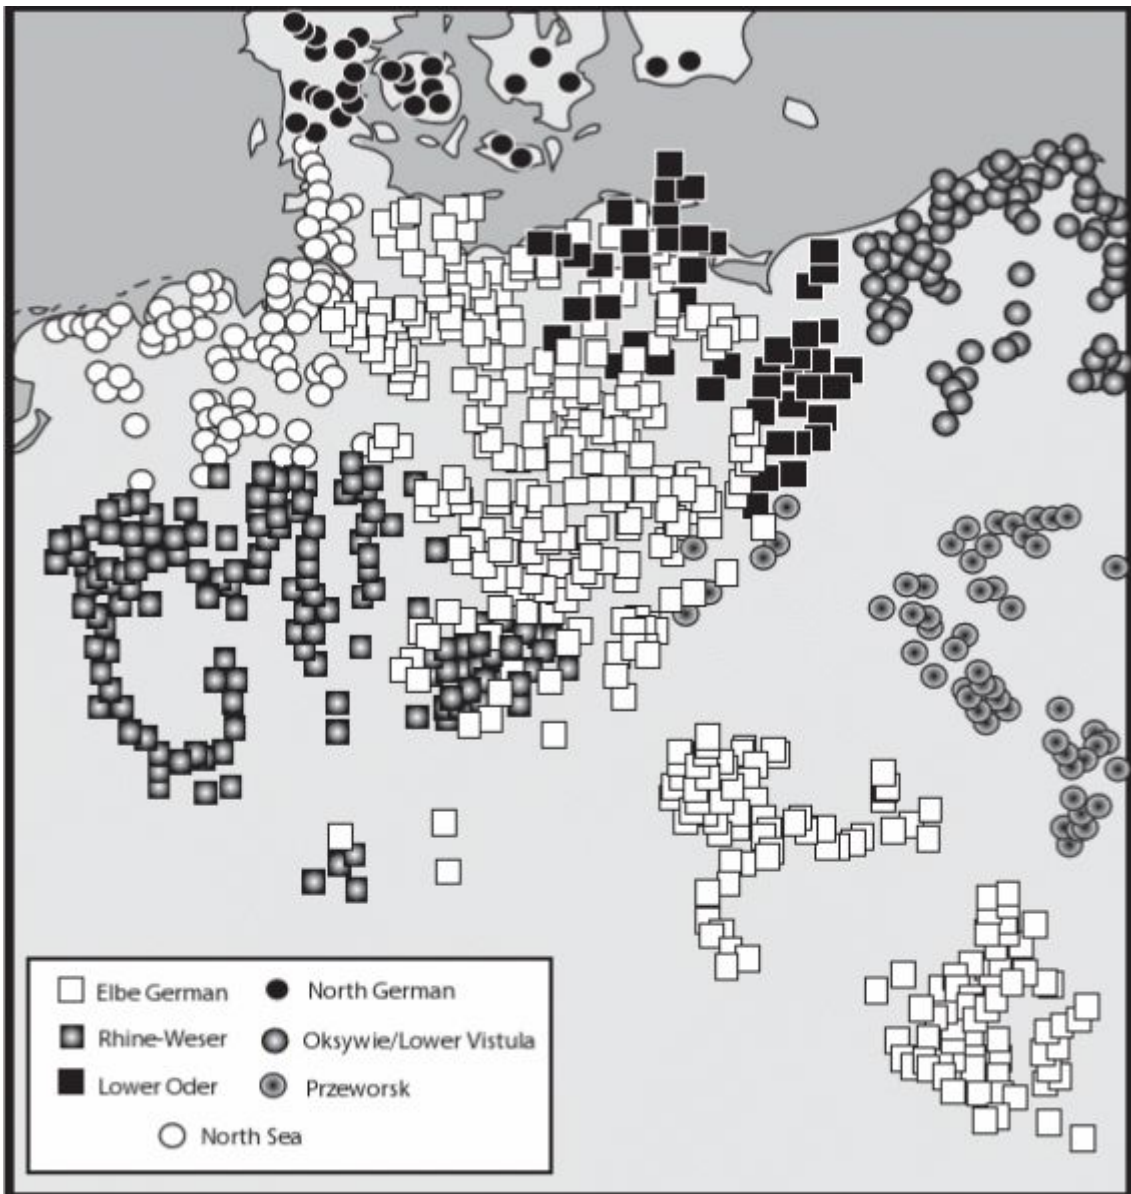 Elbe German
North German
Rhine-Weser
Oksywie/Lower Vistula
Lower Oder
Przeworsk
North Sea